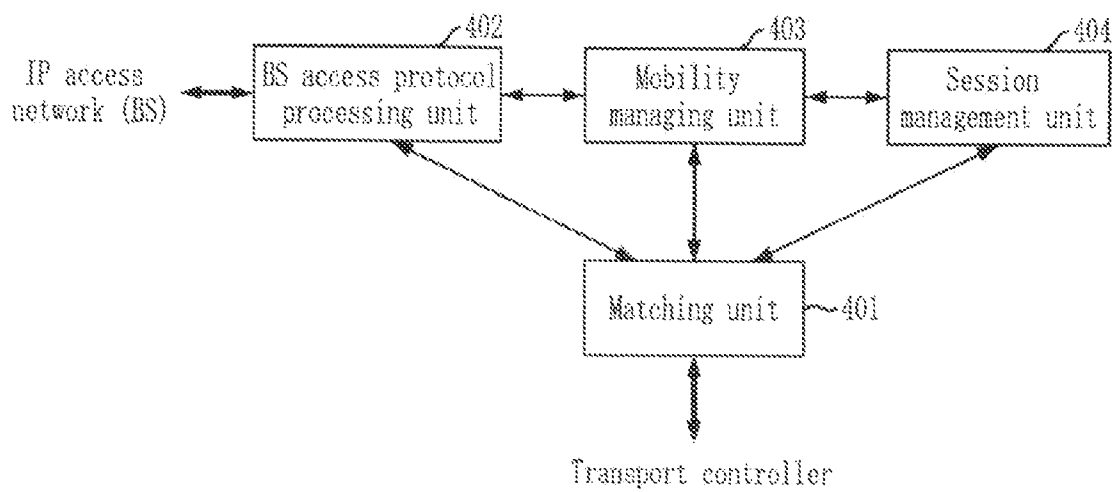 402
403
404
IP access
network (BS)
BS access protocol
processing unit
Mobility
managing unit
Session
management unit
Matching unit
401
Transport controller